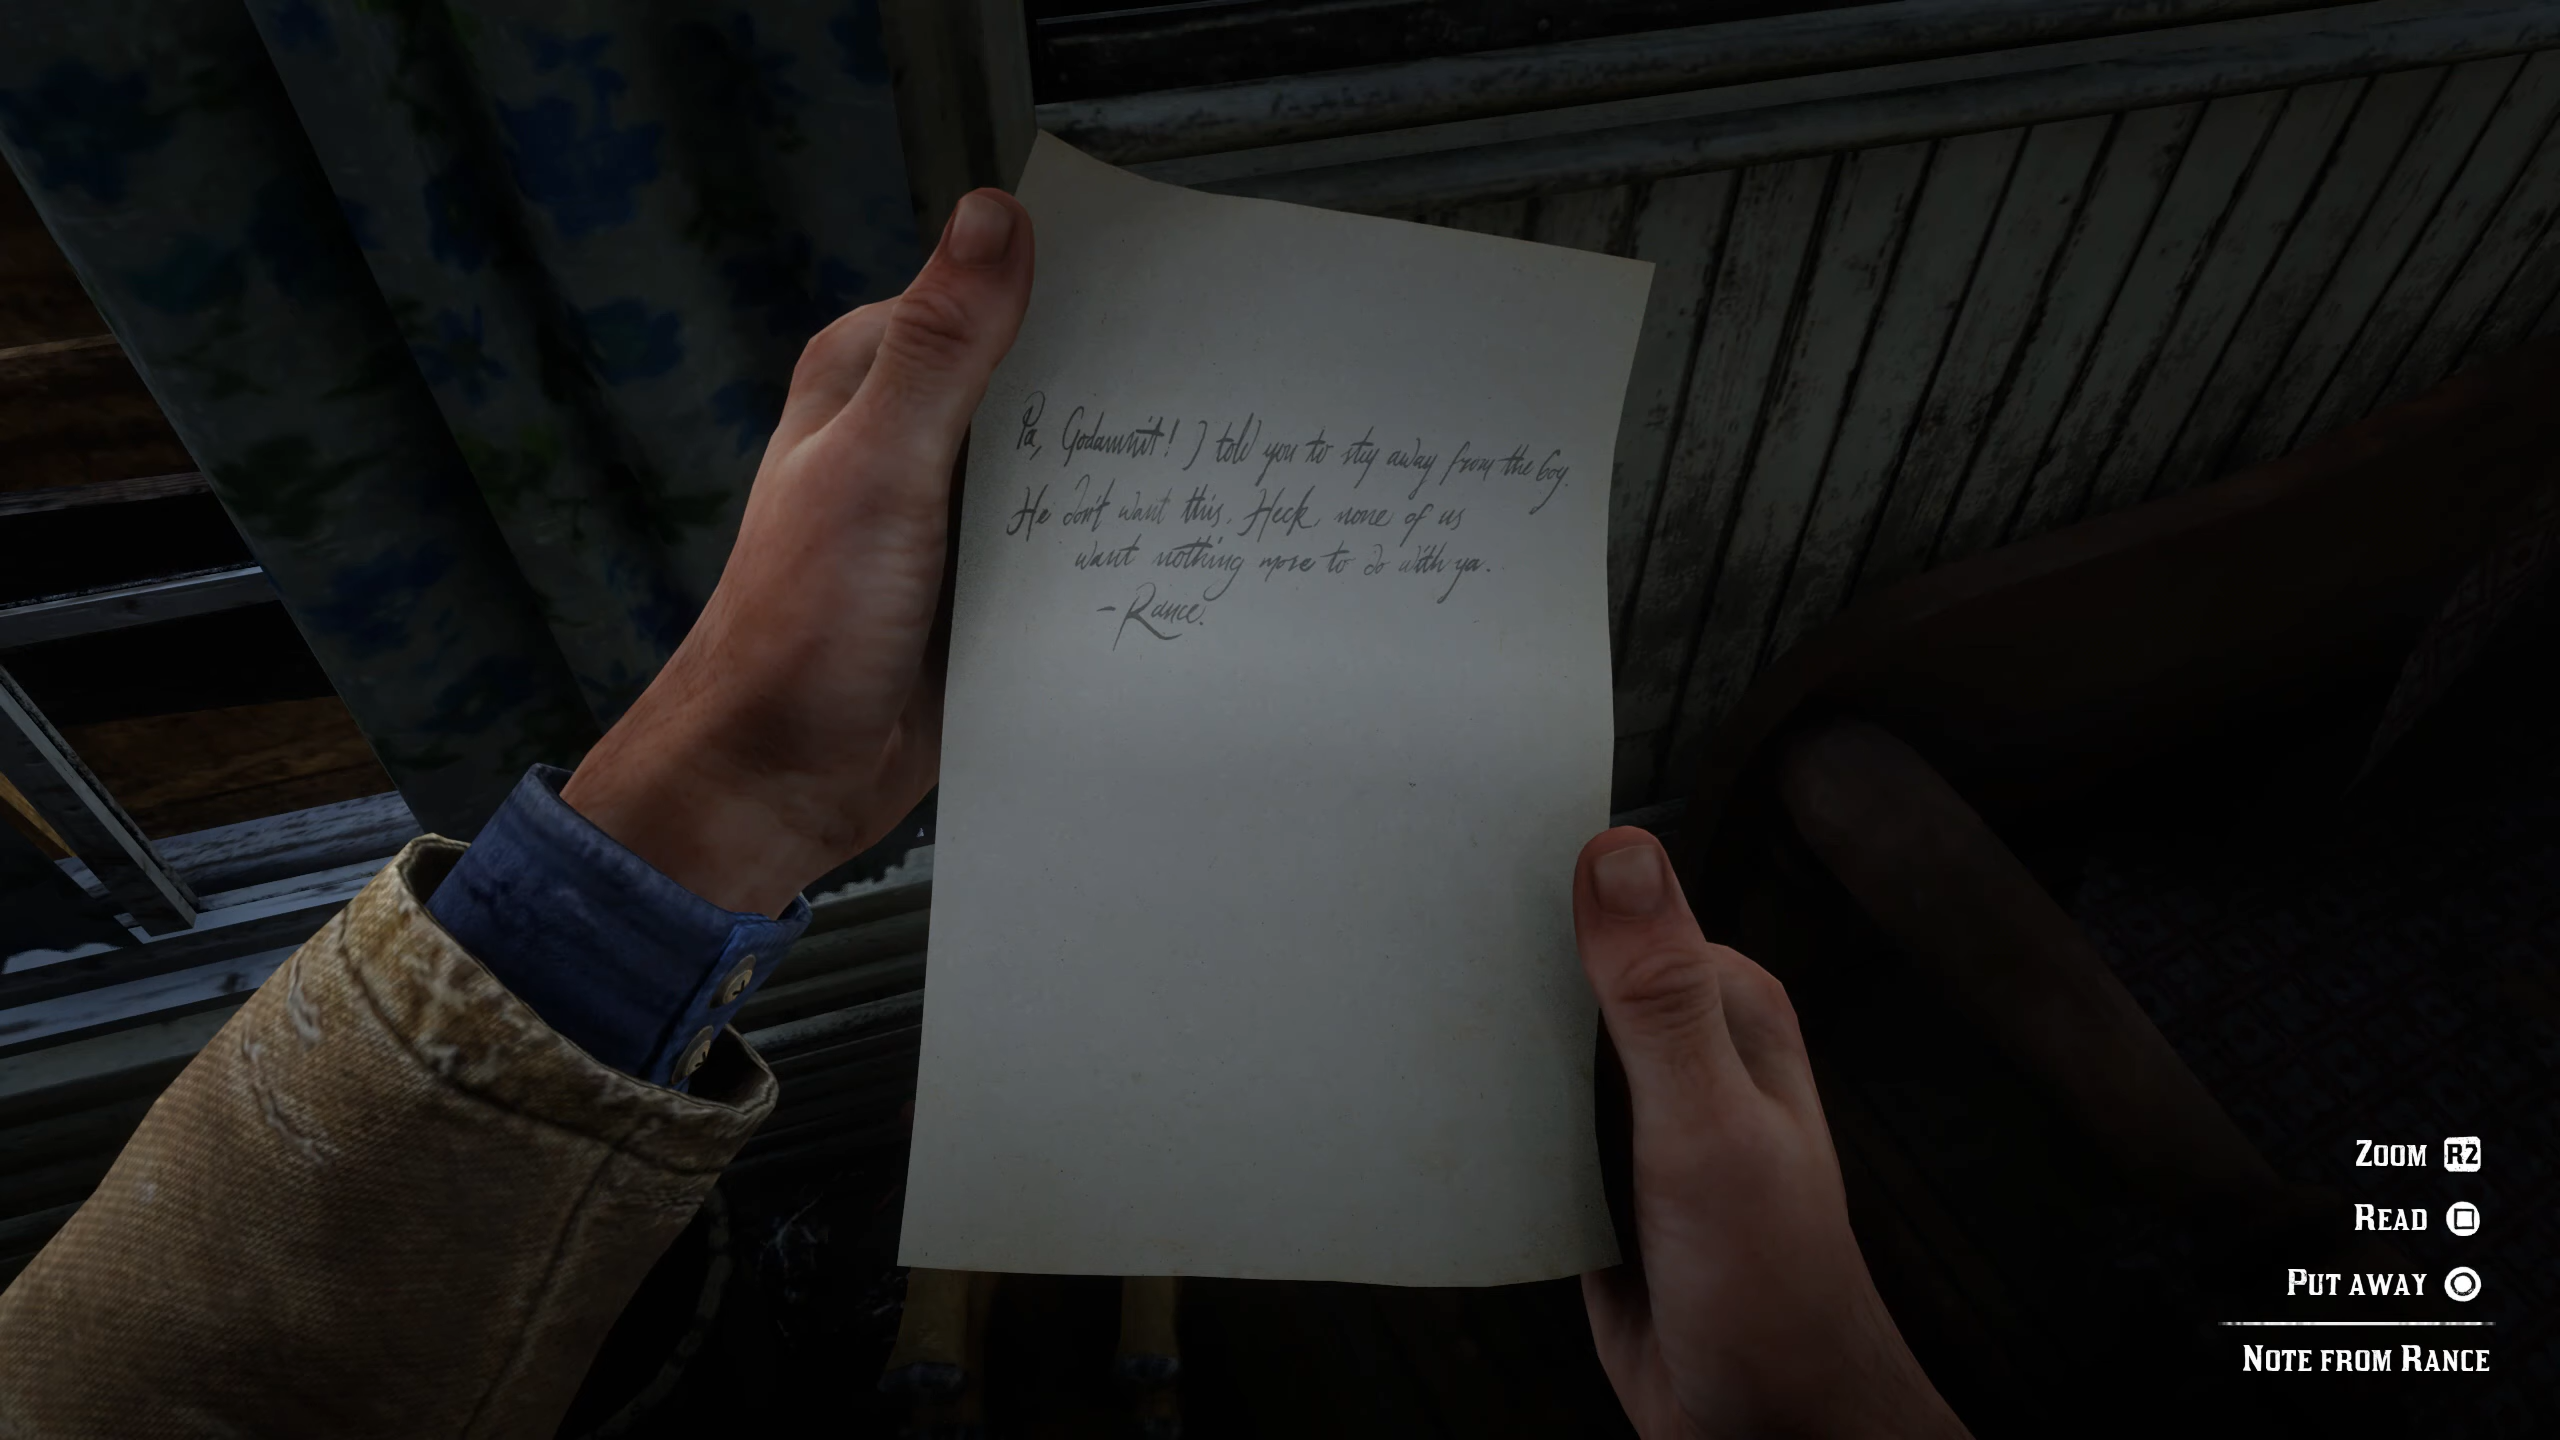 Pa, Godamnit! I told you to stay away from the boy.
He don't want this. Heck, none of us
want nothing more to do with ya.
- Rance.
ZOOM R2
READ
PUT AWAY
NOTE FROM RANCE